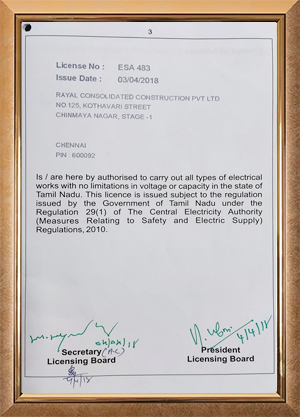 3
License No : ESA 483
Issue Date : 03/04/2018
RAYAL CONSOLIDATED CONSTRUCTION PVT LTD
NO.125, KOTHAVARI STREET
CHINMAYA NAGAR, STAGE -1
CHENNAI
PIN : 600092
Is / are here by authorised to carry out all types of electrical
works with no limitations in voltage or capacity in the state of
Tamil Nadu. This licence is issued subject to the regulation
issued by the Government of Tamil Nadu under the
Regulation 29(1) of The Central Electricity Authority
(Measures Relating to Safety and Electric Supply)
Regulations, 2010.
4/4/18
Secretary (AC)
Licensing Board
President
Licensing Board